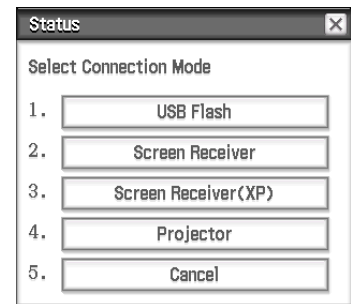 Status
Select Connection Mode
1. USB Flash
2. Screen Receiver
3. Screen Receiver(XP)
4. Projector
5. Cancel